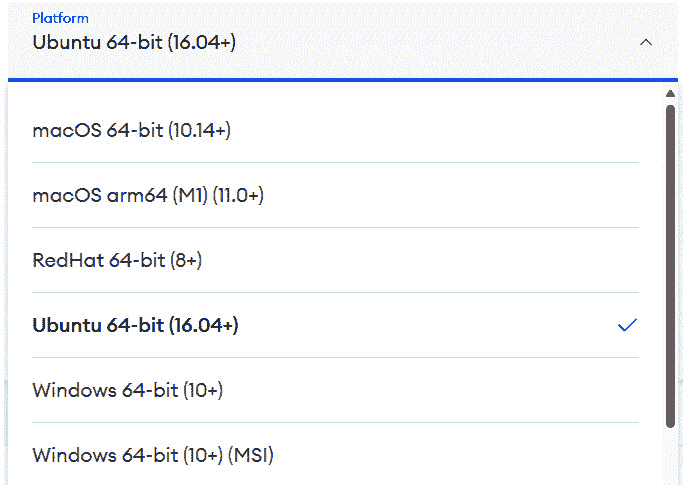 Platform
Ubuntu 64-bit (16.04+)
macOS 64-bit (10.14+)
macOS arm64 (M1) (11.0+)
RedHat 64-bit (8+)
Ubuntu 64-bit (16.04+)
Windows 64-bit (10+)
Windows 64-bit (10+) (MSI)